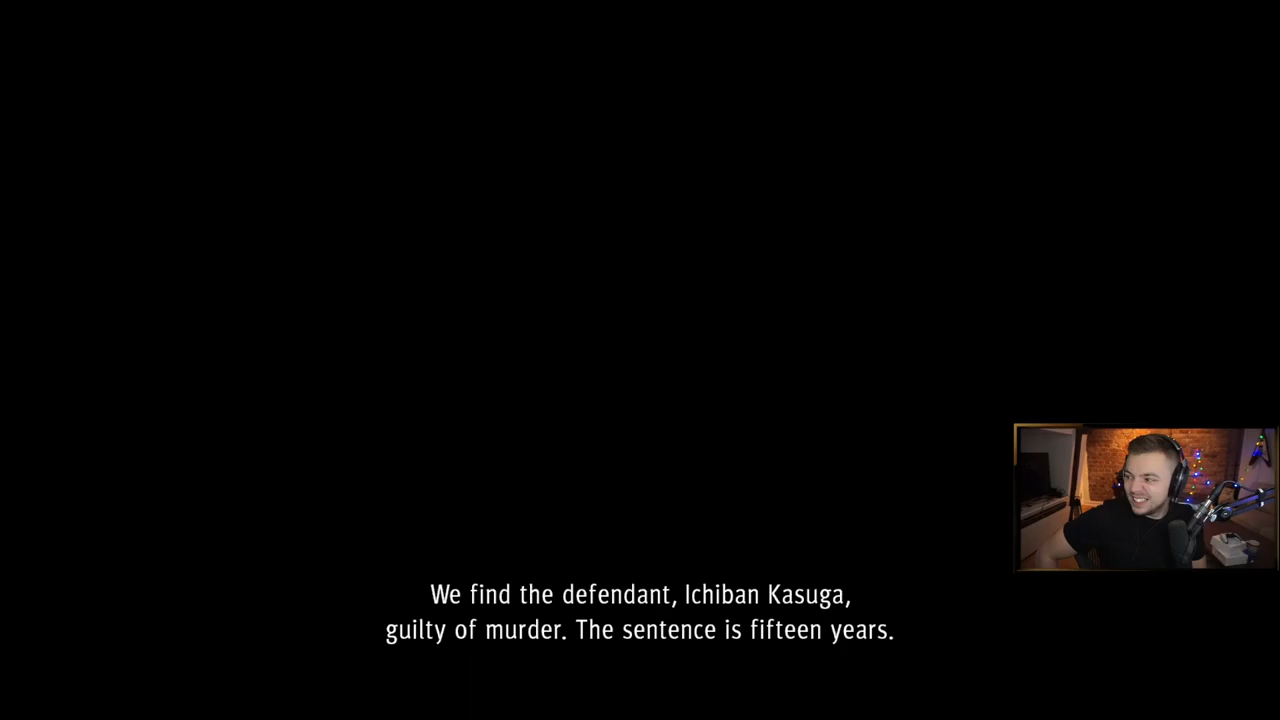 We find the defendant, Ichiban Kasuga,
guilty of murder. The sentence is fifteen years.